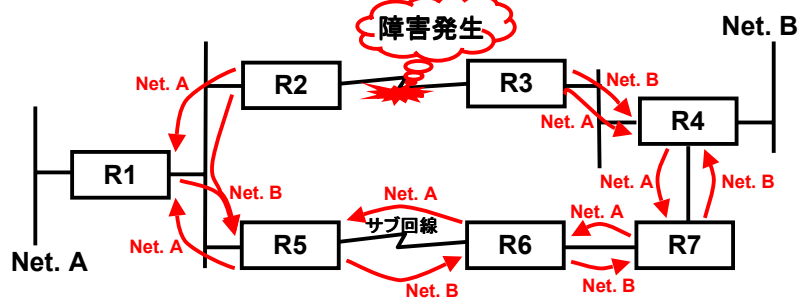 障害発生
Net. B
Net. A
R2
R3
Net. B
Net. A
R4
R1
Net. B
Net. A
Net. A
Net. B
サブ回線
Net. A
Net. A
R5
R6
R7
Net. A
Net. B
Net. B